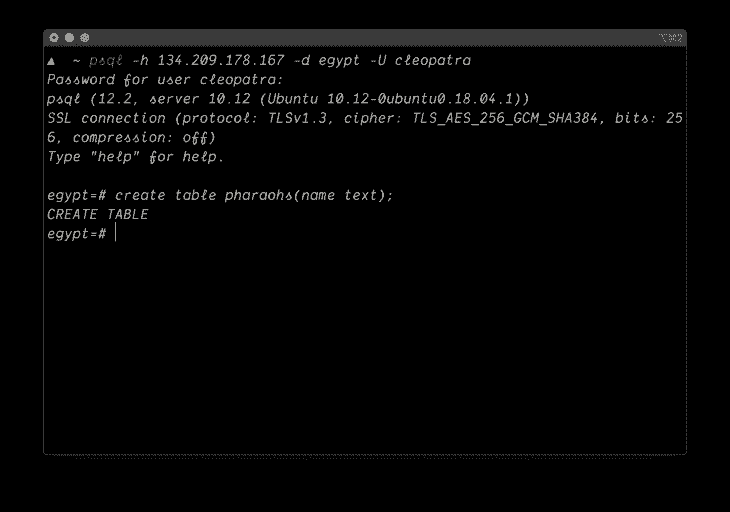 ⌥⌘2
▲ ~ psql -h 134.209.178.167 -d egypt -U cleopatra
Password for user cleopatra:
psql (12.2, server 10.12 (Ubuntu 10.12-0ubuntu0.18.04.1))
SSL connection (protocol: TLSv1.3, cipher: TLS_AES_256_GCM_SHA384, bits: 25
6, compression: off)
Type "help" for help.
egypt=# create table pharaohs(name text);
CREATE TABLE
egypt=#